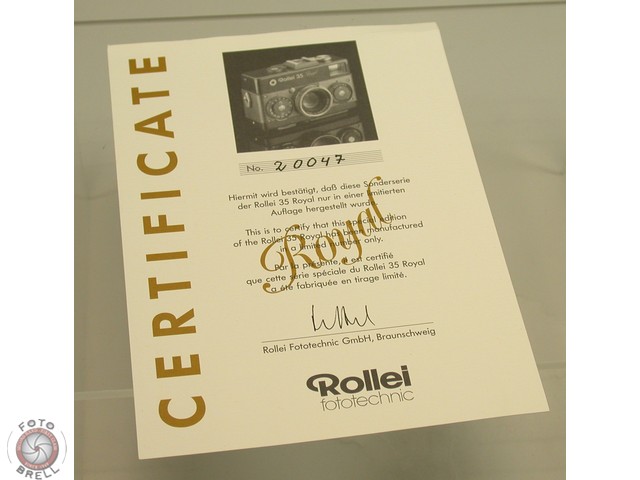 CERTIFICATE
Rollei 35
No. 20047
Hiermit wird bestätigt, daß diese Sonderserie
der Rollei 35 Royal nur in einer limitierten
Auflage hergestellt wurde.
This is to certify that this special edition
of the Rollei 35 Royal has been manufactured
in a limited number only.
Par la présente, il est certifié
que cette série spéciale du Rollei 35 Royal
a été fabriquée en tirage limité.
Royal
Rollei Fototechnic GmbH, Braunschweig
Rollei
fototechnic
FOTO
BRELL